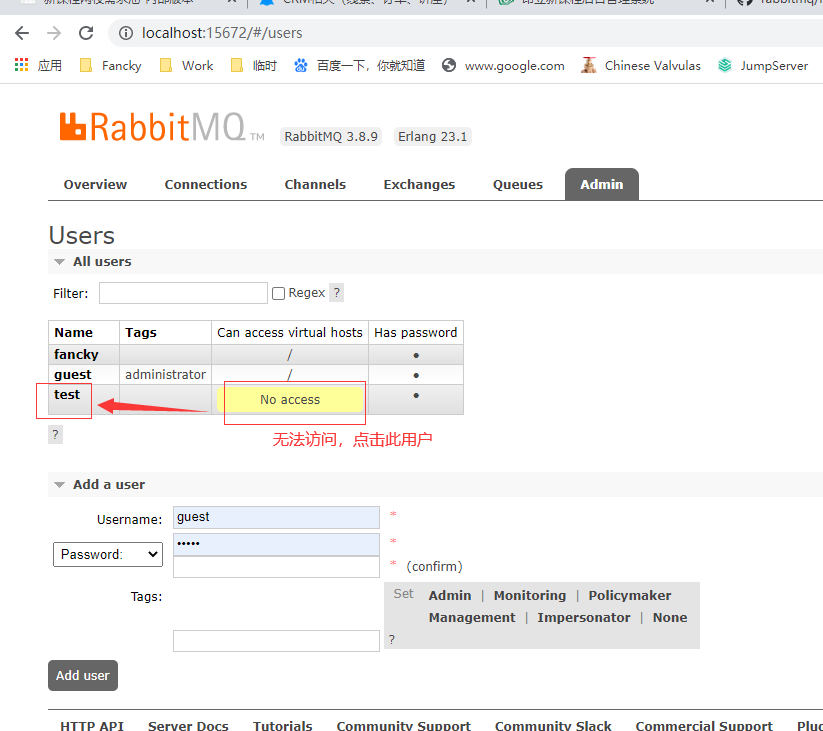 localhost:15672/#/users
应用 Fancky Work 临时 百度一下，你就知道 www.google.com Chinese Valvulas JumpServer
RabbitMQ TM RabbitMQ 3.8.9 Erlang 23.1
Overview Connections Channels Exchanges Queues Admin
Users
All users
Filter: Regex ?
Name Tags Can access virtual hosts Has password
fancky / •
guest administrator / •
test No access •
?
无法访问，点击此用户
Add a user
Username: guest *
Password: ••••• *
* (confirm)
Tags: Set Admin | Monitoring | Policymaker
Management | Impersonator | None
?
Add user
HTTP API Server Docs Tutorials Community Support Community Slack Commercial Support